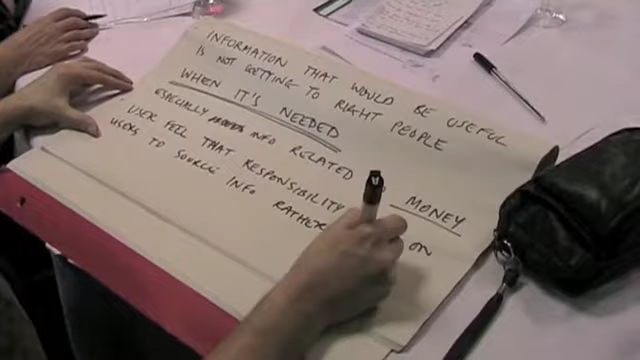 INFORMATION THAT WOULD BE USEFUL
IS NOT GETTING TO RIGHT PEOPLE
WHEN IT'S NEEDED
ESPECIALLY INFO RELATED MONEY
USER FEEL THAT RESPONSIBILITY ON
USERS TO SOURCE INFO RATHER